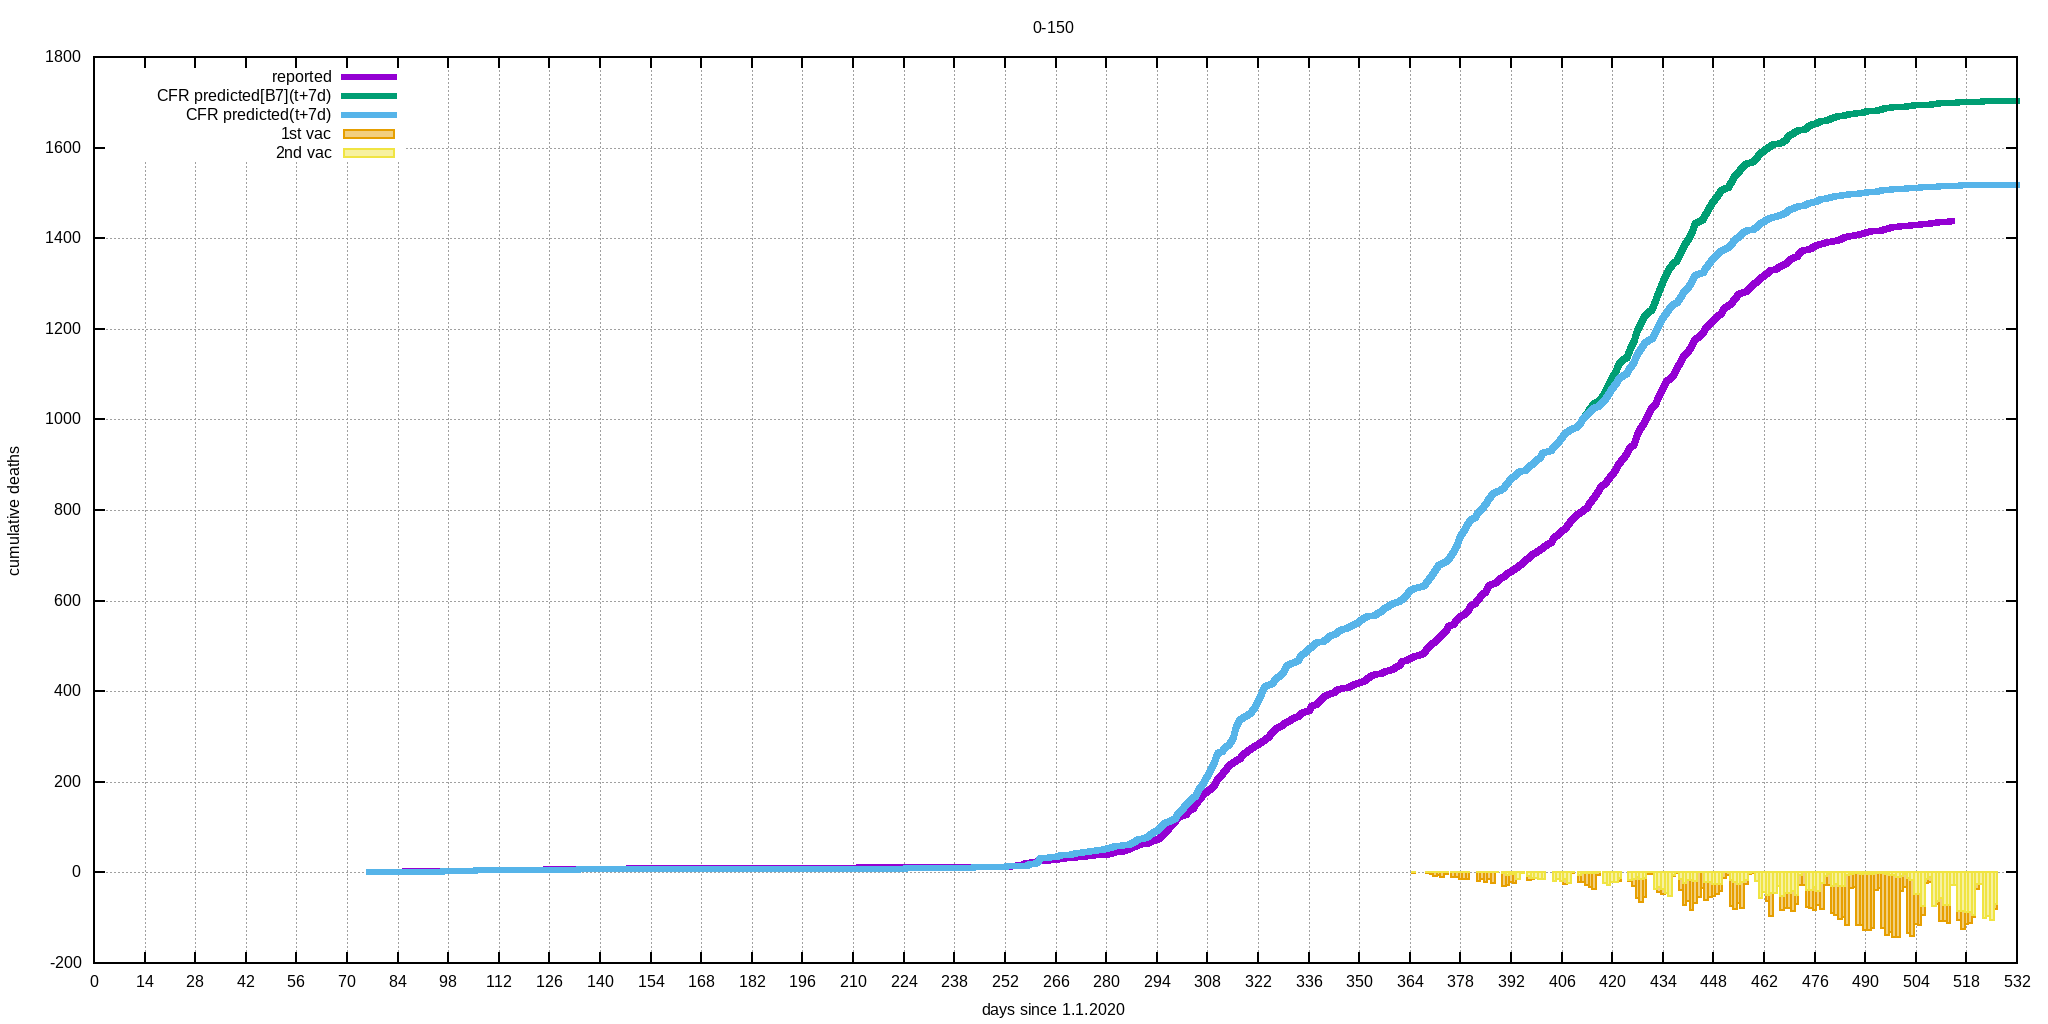 0-150
1800
1600
1400
1200
1000
800
600
400
200
0
-200
cumulative deaths
reported
CFR predicted[B7](t+7d)
CFR predicted(t+7d)
1st vac
2nd vac
0 14 28 42 56 70 84 98 112 126 140 154 168 182 196 210 224 238 252 266 280 294 308 322 336 350 364 378 392 406 420 434 448 462 476 490 504 518 532
days since 1.1.2020